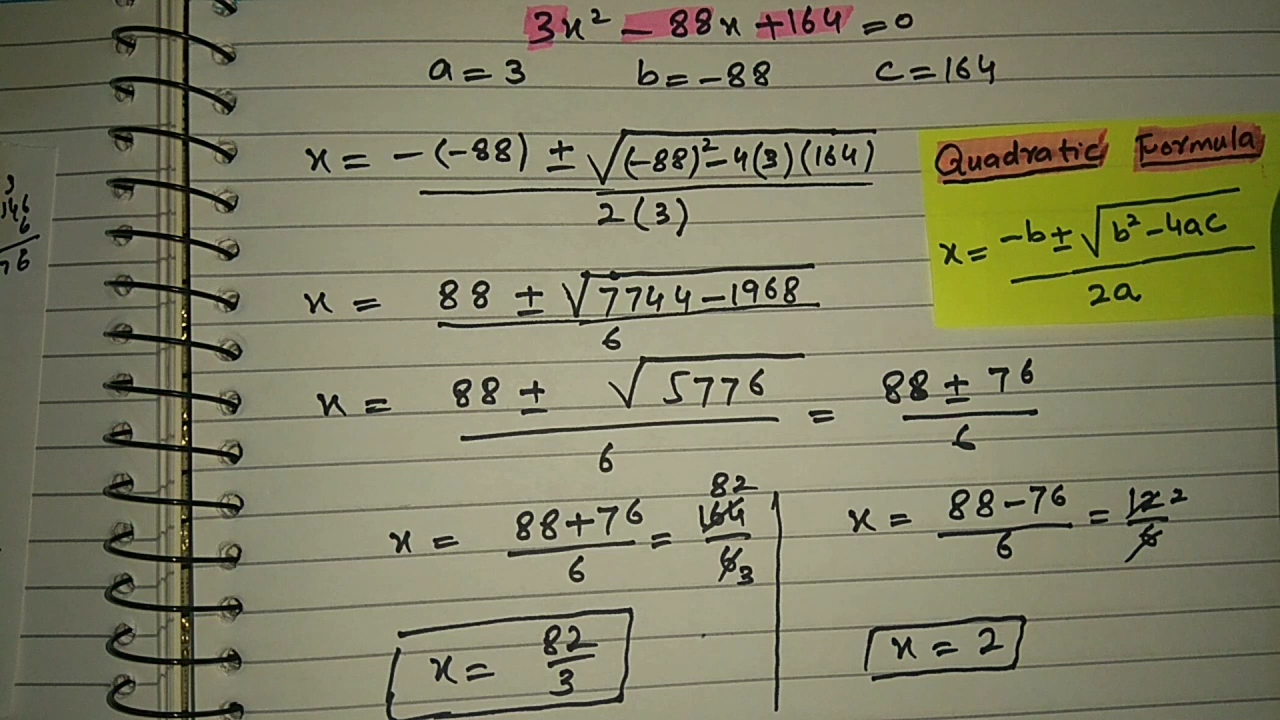 3x² - 88x + 164 = 0
a = 3 b = -88 c = 164
x = -(-88) ± √(-88)² - 4(3)(164)
2(3)
Quadratic Formula
x = -b ± √b² - 4ac
2a
x = 88 ± √7744 - 1968
6
x = 88 ± √5776 = 88 ± 76
6 6
82
x = 88 + 76 = 164
6 6 3
x = 88 - 76 = 12 2
6 6
x = 82
3
x = 2